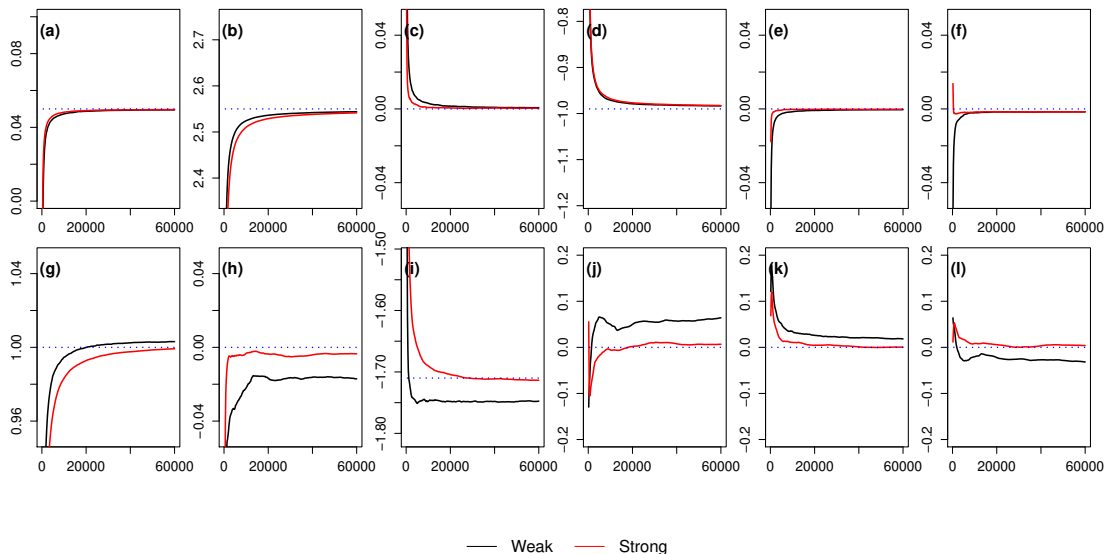 (a)
0.08
0.04
0.00
0 20000 60000
(b)
2.7
2.6
2.5
2.4
0 20000 60000
(c)
0.04
0.00
−0.04
0 20000 60000
(d)
−0.8
−0.9
−1.0
−1.1
−1.2
0 20000 60000
(e)
0.04
0.00
−0.04
0 20000 60000
(f)
0.04
0.00
−0.04
0 20000 60000
(g)
1.04
1.00
0.96
0 20000 60000
(h)
0.04
0.00
−0.04
0 20000 60000
(i)
−1.50
−1.60
−1.70
−1.80
0 20000 60000
(j)
0.2
0.1
0.0
−0.1
−0.2
0 20000 60000
(k)
0.2
0.1
0.0
−0.1
−0.2
0 20000 60000
(l)
0.2
0.1
0.0
−0.1
−0.2
0 20000 60000
Weak Strong